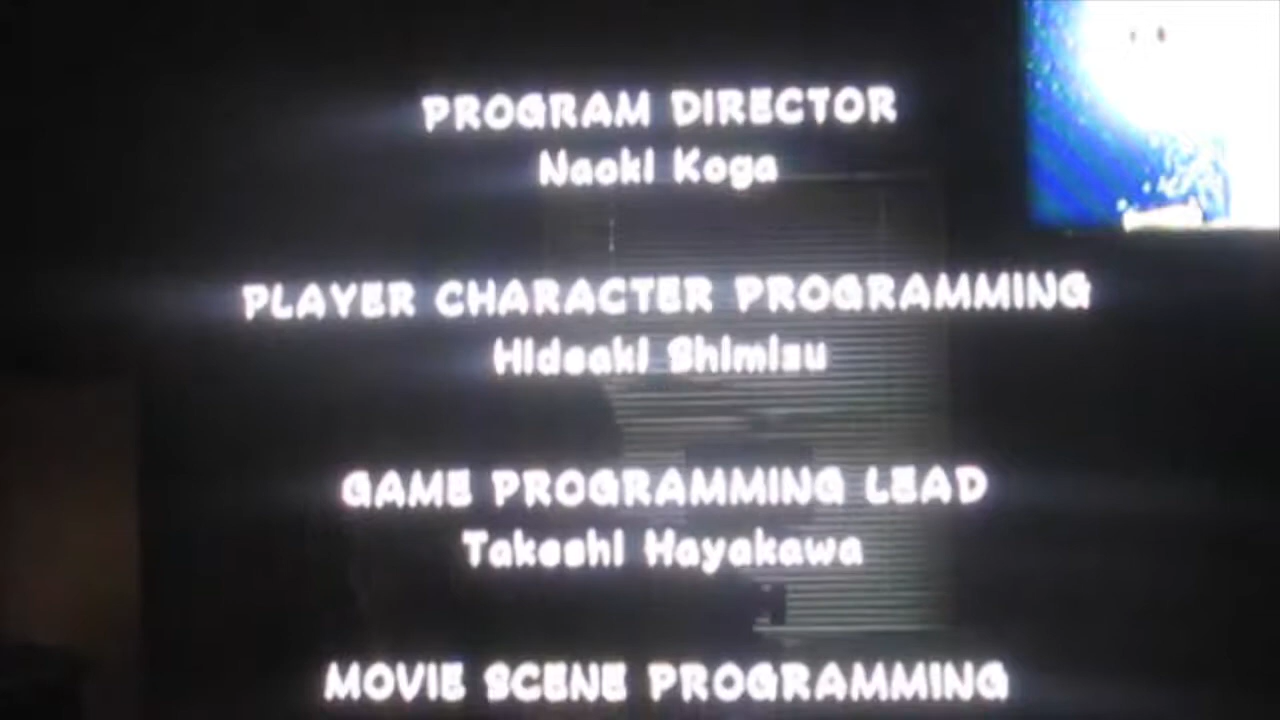 PROGRAM DIRECTOR
Naoki Koga
PLAYER CHARACTER PROGRAMMING
Hideaki Shimizu
GAME PROGRAMMING LEAD
Takeshi Hayakawa
MOVIE SCENE PROGRAMMING